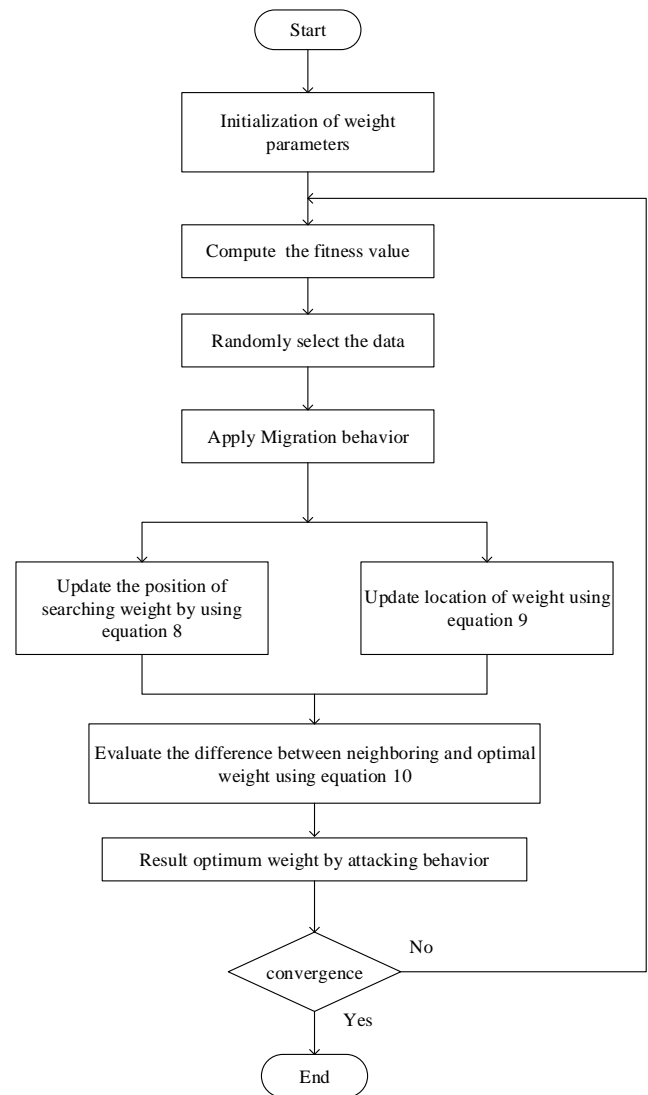 Start
Initialization of weight
parameters
Compute the fitness value
Randomly select the data
Apply Migration behavior
Update the position of
searching weight by using
equation 8
Update location of weight using
equation 9
Evaluate the difference between neighboring and optimal
weight using equation 10
Result optimum weight by attacking behavior
convergence
No
Yes
End